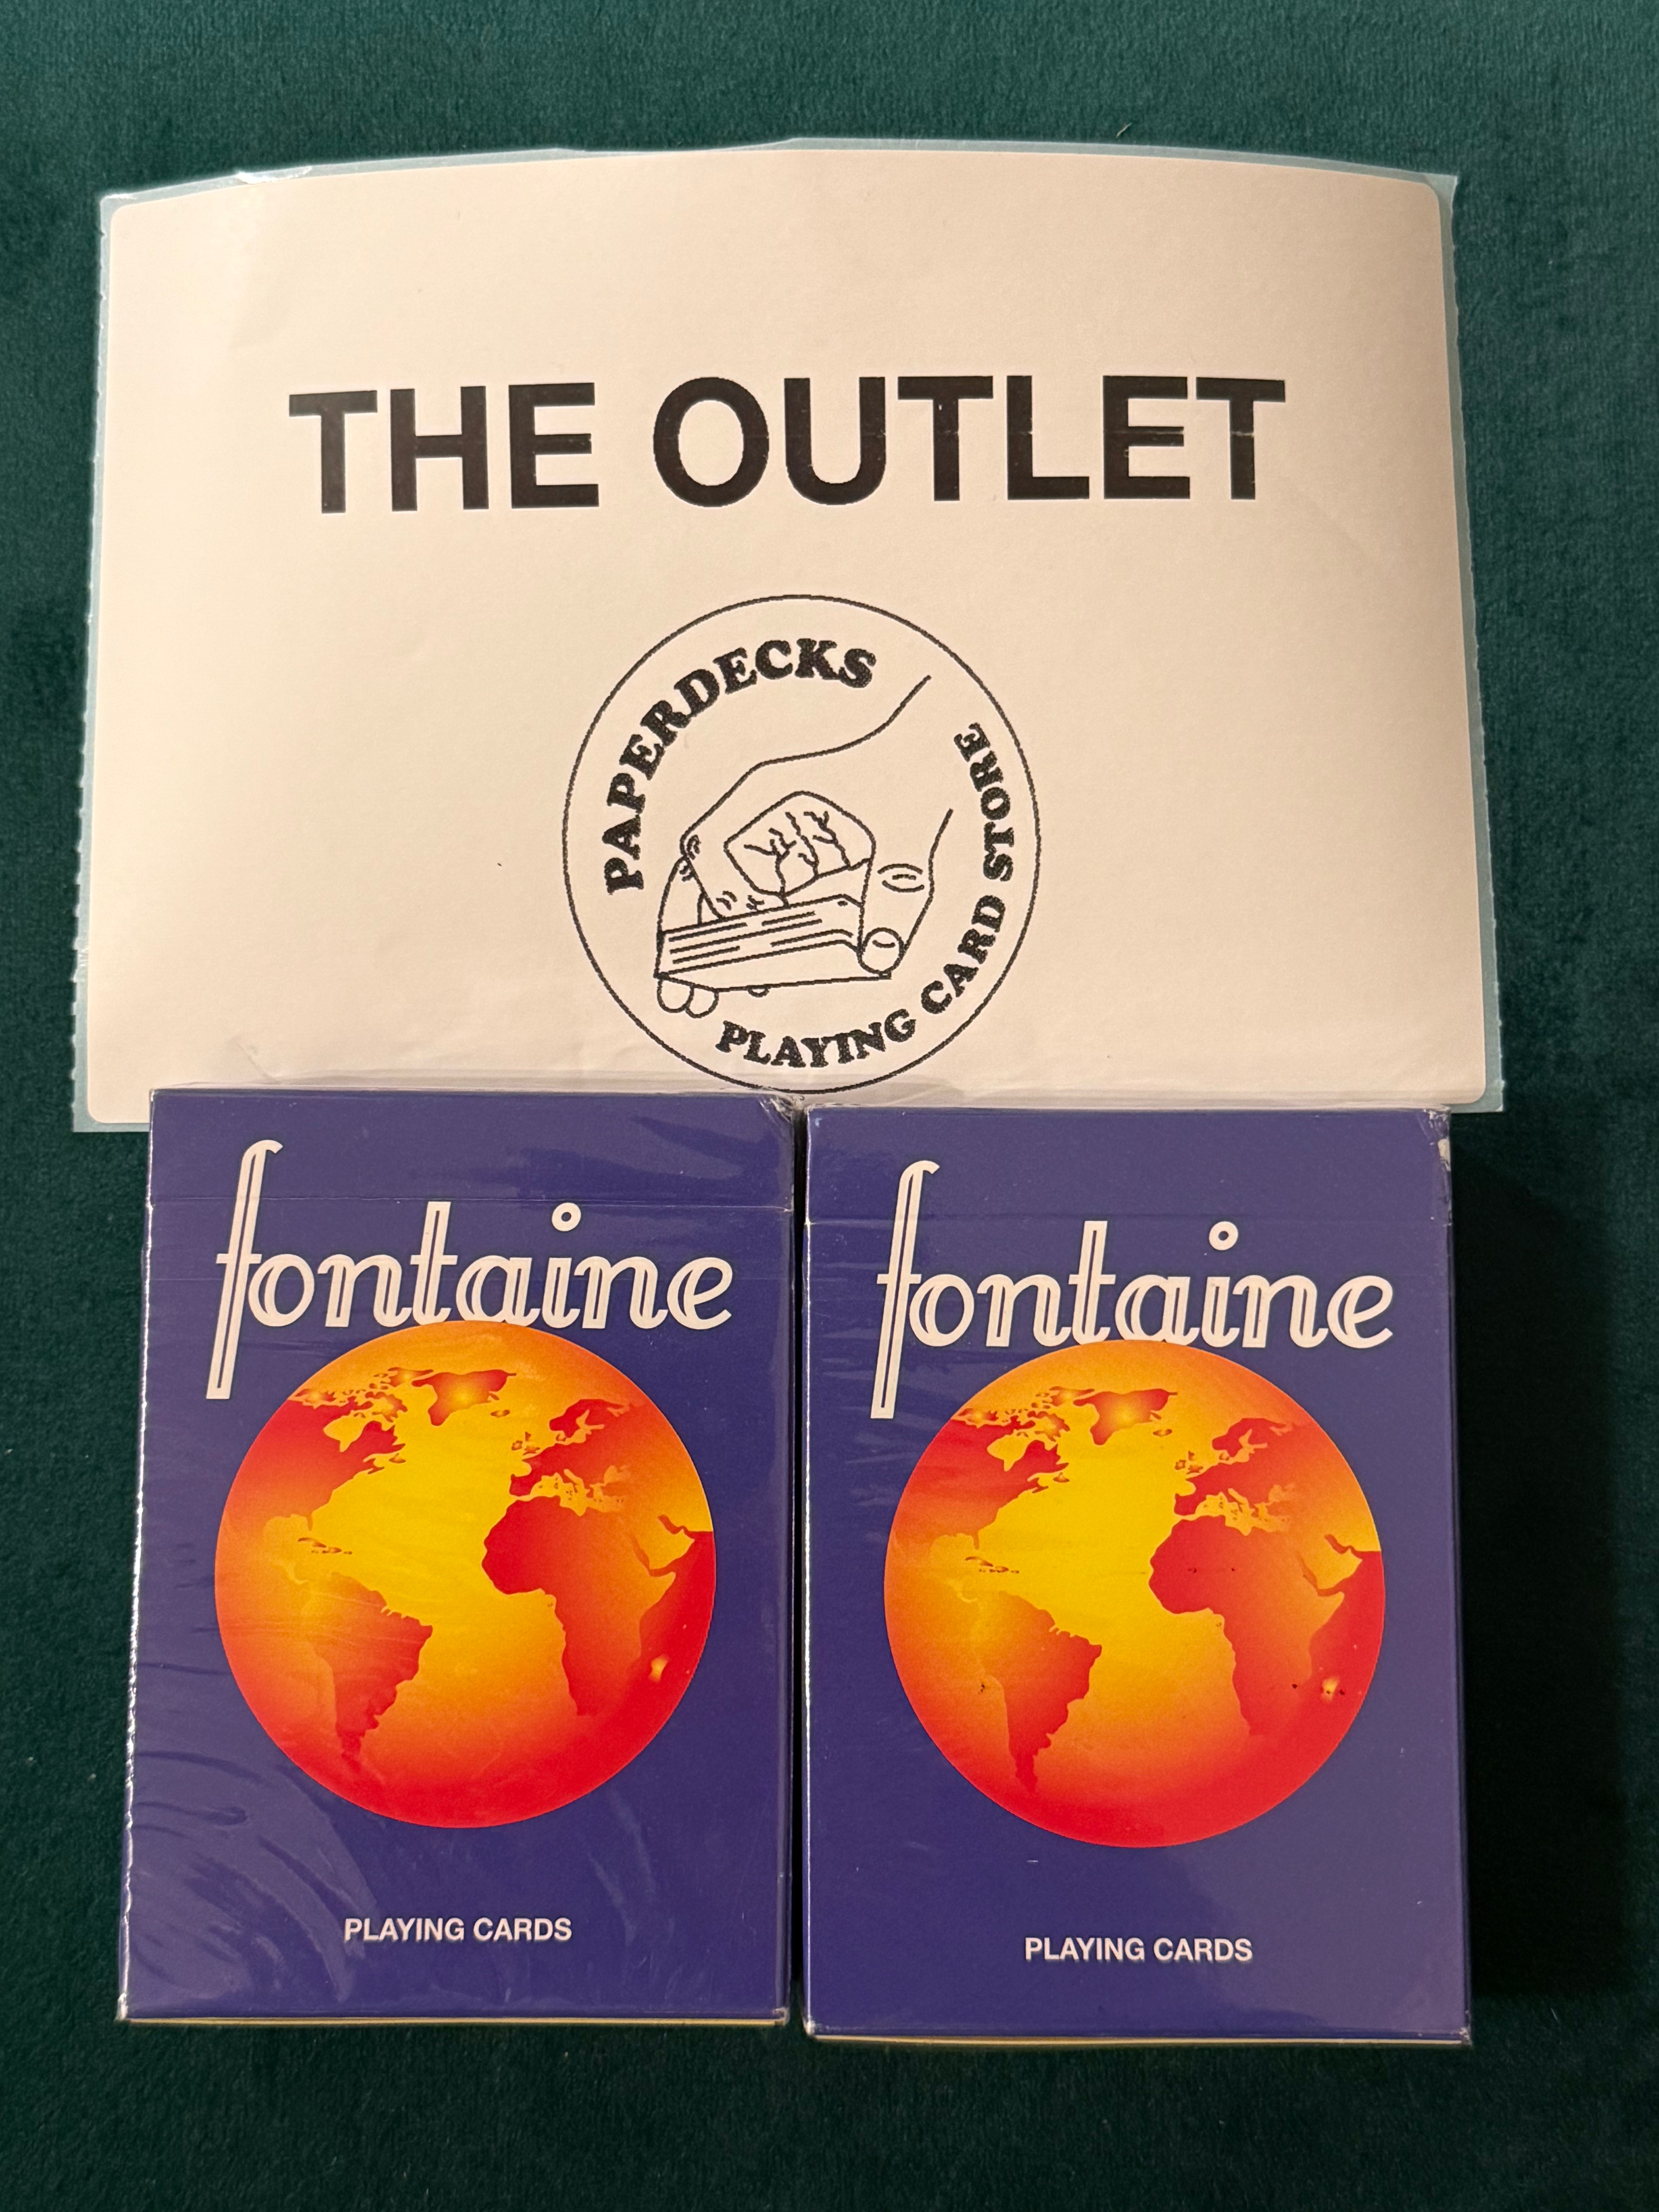 THE OUTLET
PAPERDECKS
PLAYING CARD STORE
fontaine
PLAYING CARDS
fontaine
PLAYING CARDS